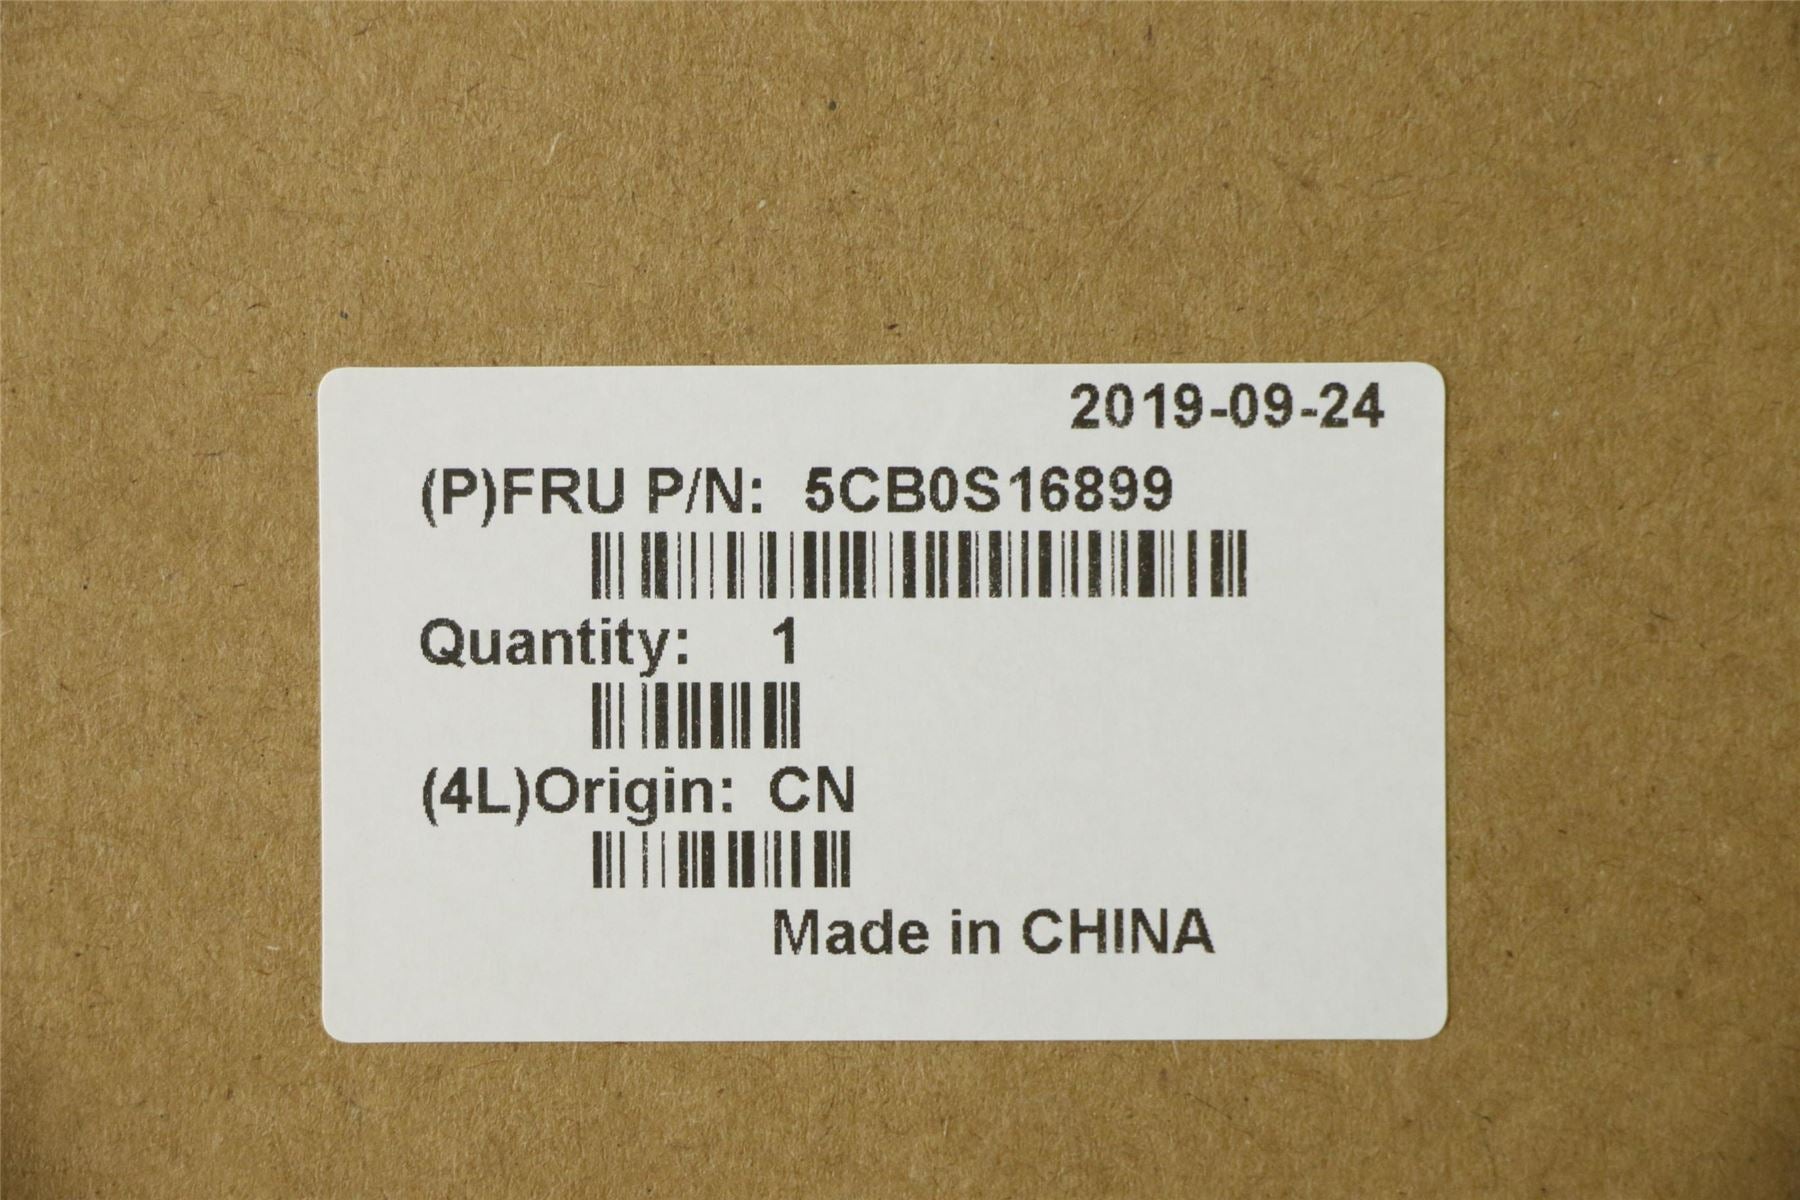 2019-09-24
(P)FRU P/N: 5CB0S16899
Quantity: 1
(4L)Origin: CN
Made in CHINA